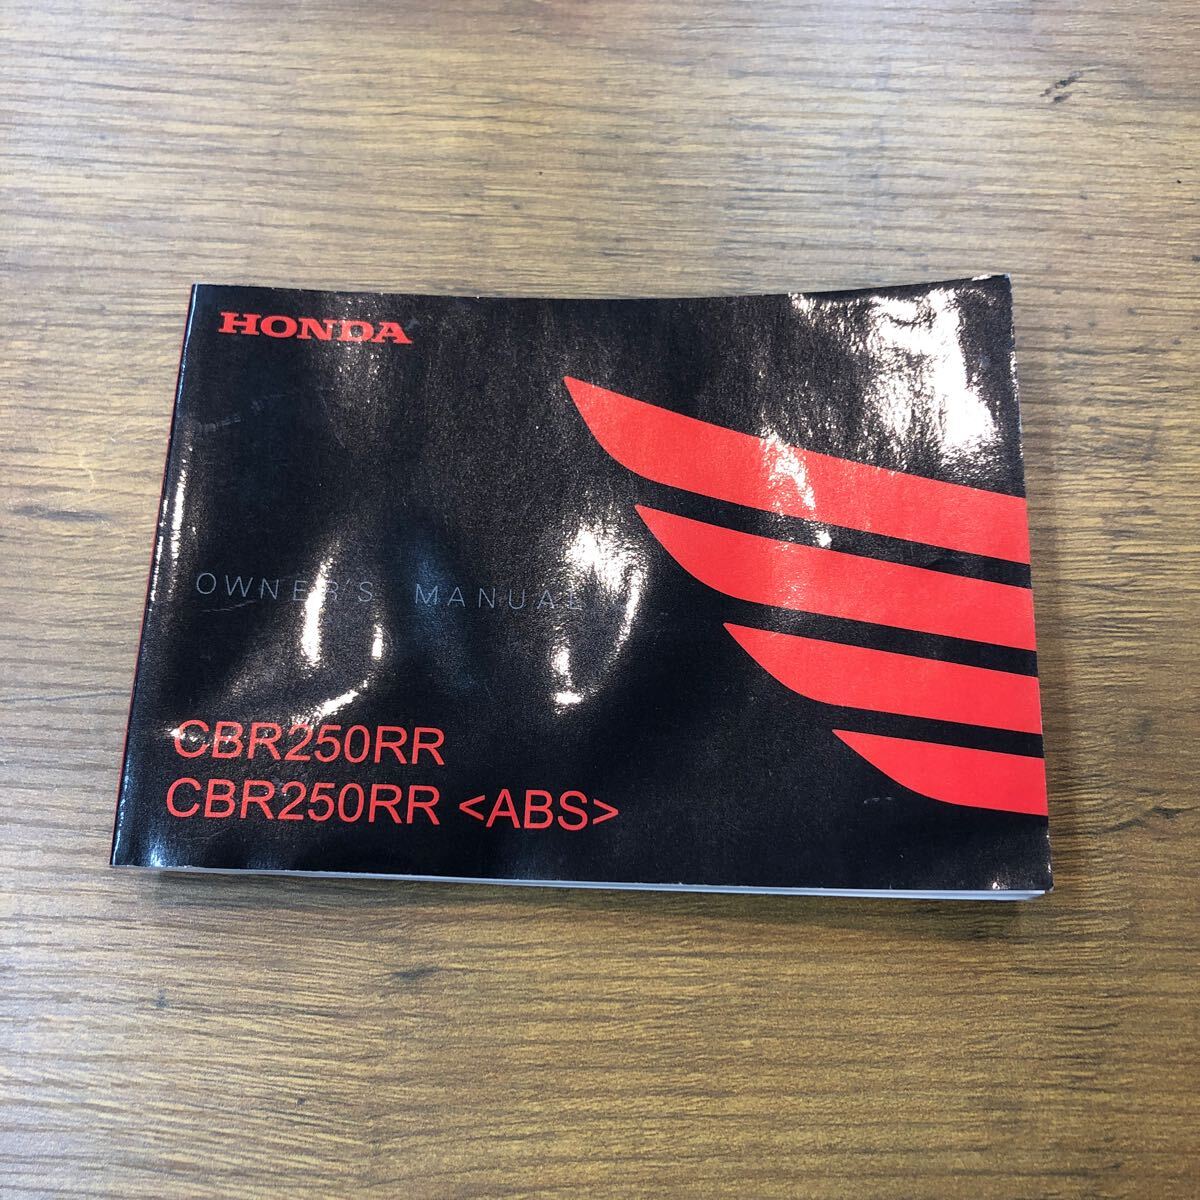 HONDA
OWNER'S MANUAL
CBR250RR
CBR250RR <ABS>